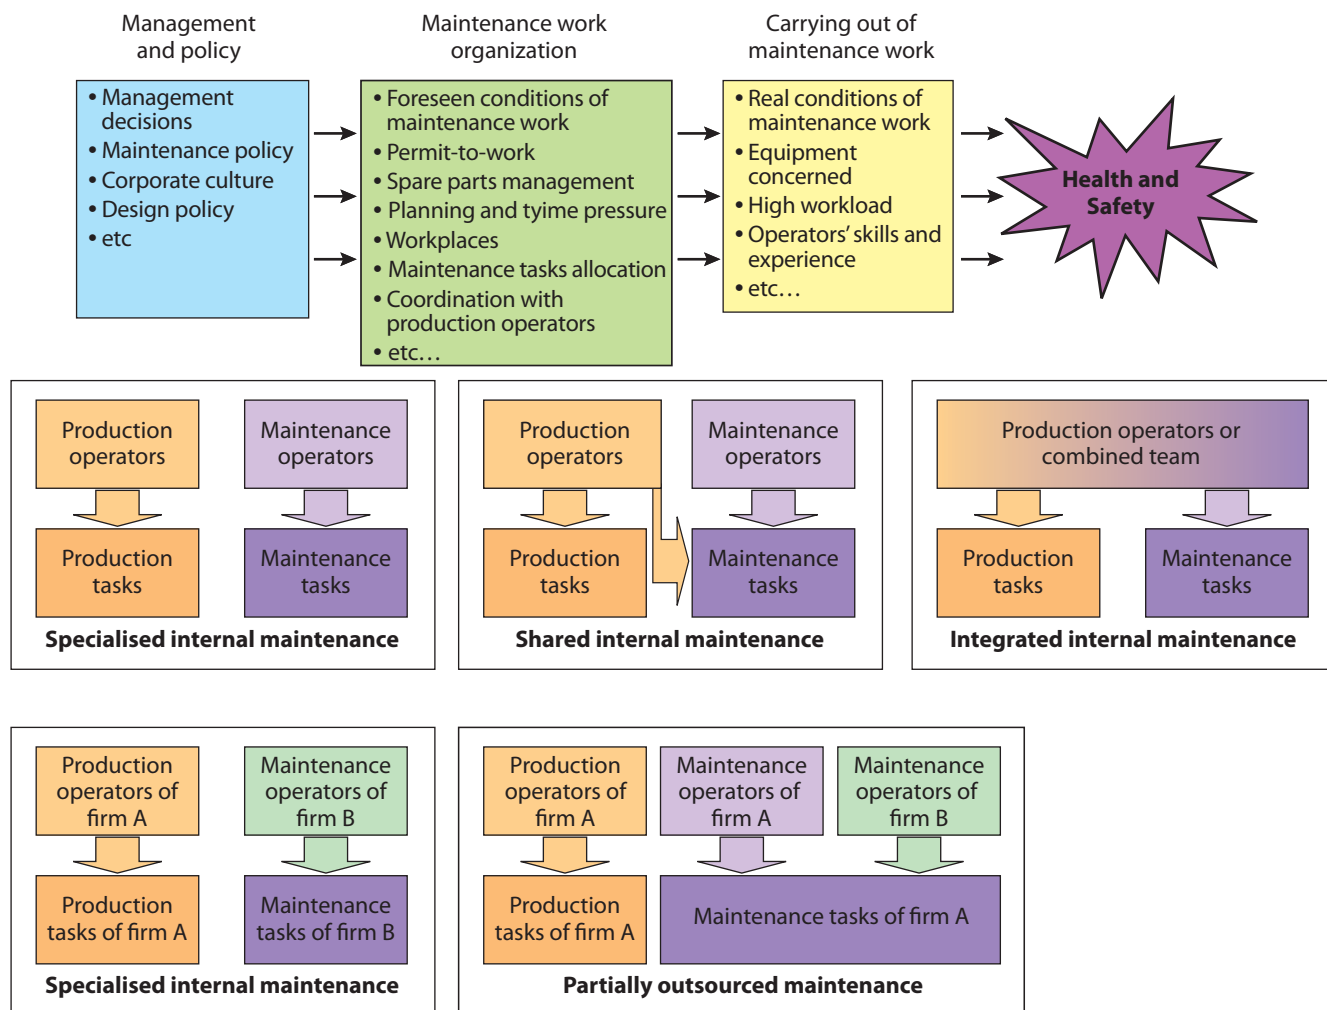 Management
and policy
Maintenance work
organization
Carrying out of
maintenance work
• Management
decisions
• Maintenance policy
• Corporate culture
• Design policy
• etc
• Foreseen conditions of
maintenance work
• Permit-to-work
• Spare parts management
• Planning and tyime pressure
• Workplaces
• Maintenance tasks allocation
• Coordination with
production operators
• etc...
• Real conditions of
maintenance work
• Equipment
concerned
• High workload
• Operators' skills and
experience
• etc...
Health and
Safety
Production
operators
Maintenance
operators
Production
tasks
Maintenance
tasks
Specialised internal maintenance
Production
operators
Maintenance
operators
Production
tasks
Maintenance
tasks
Shared internal maintenance
Production operators or
combined team
Production
tasks
Maintenance
tasks
Integrated internal maintenance
Production
operators of
firm A
Maintenance
operators of
firm B
Production
tasks of firm A
Maintenance
tasks of firm B
Specialised internal maintenance
Production
operators of
firm A
Maintenance
operators of
firm A
Maintenance
operators of
firm B
Production
tasks of firm A
Maintenance tasks of firm A
Partially outsourced maintenance